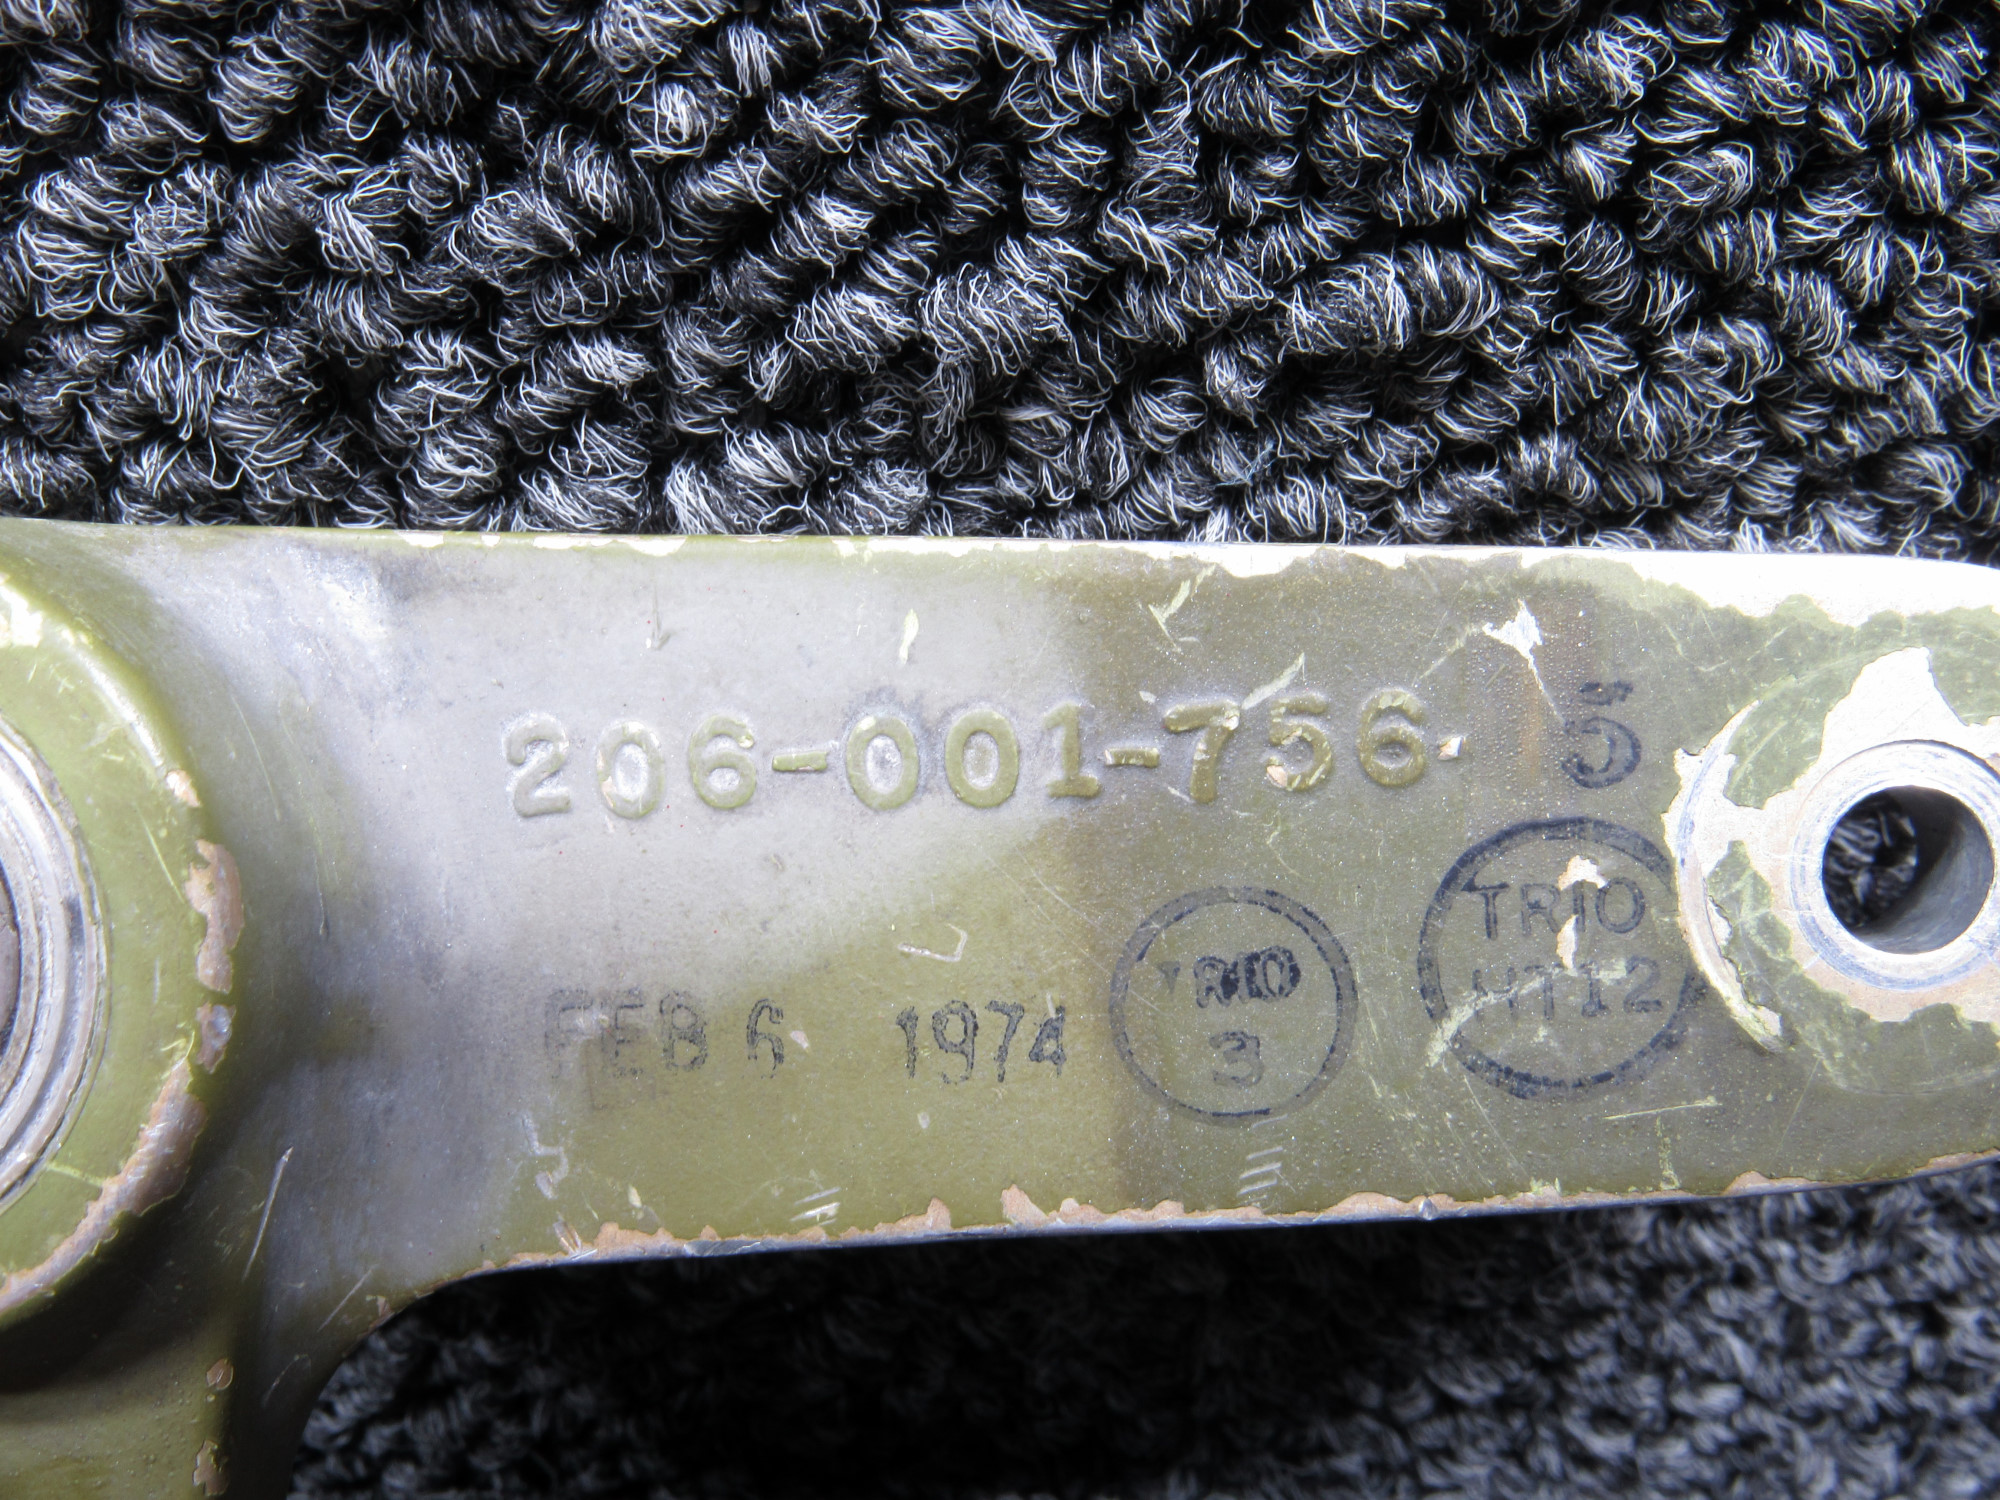 206-001-756- 5
FEB 6 1974
TRIO
3
TRIO
HT12